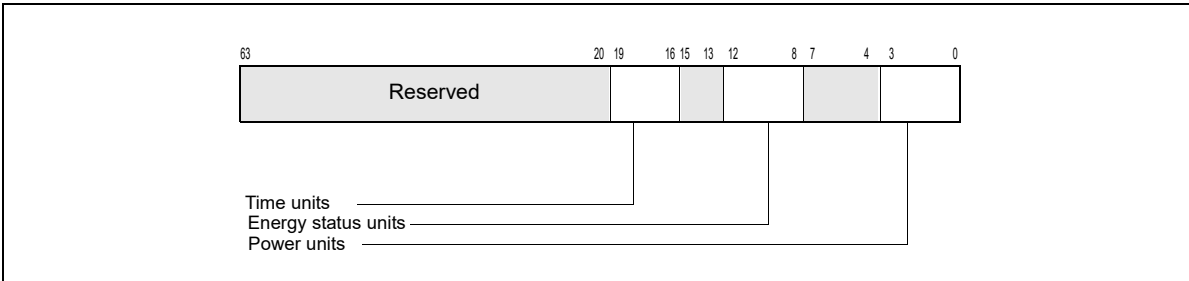 63 20 19 16 15 13 12 8 7 4 3 0
Reserved
Time units
Energy status units
Power units